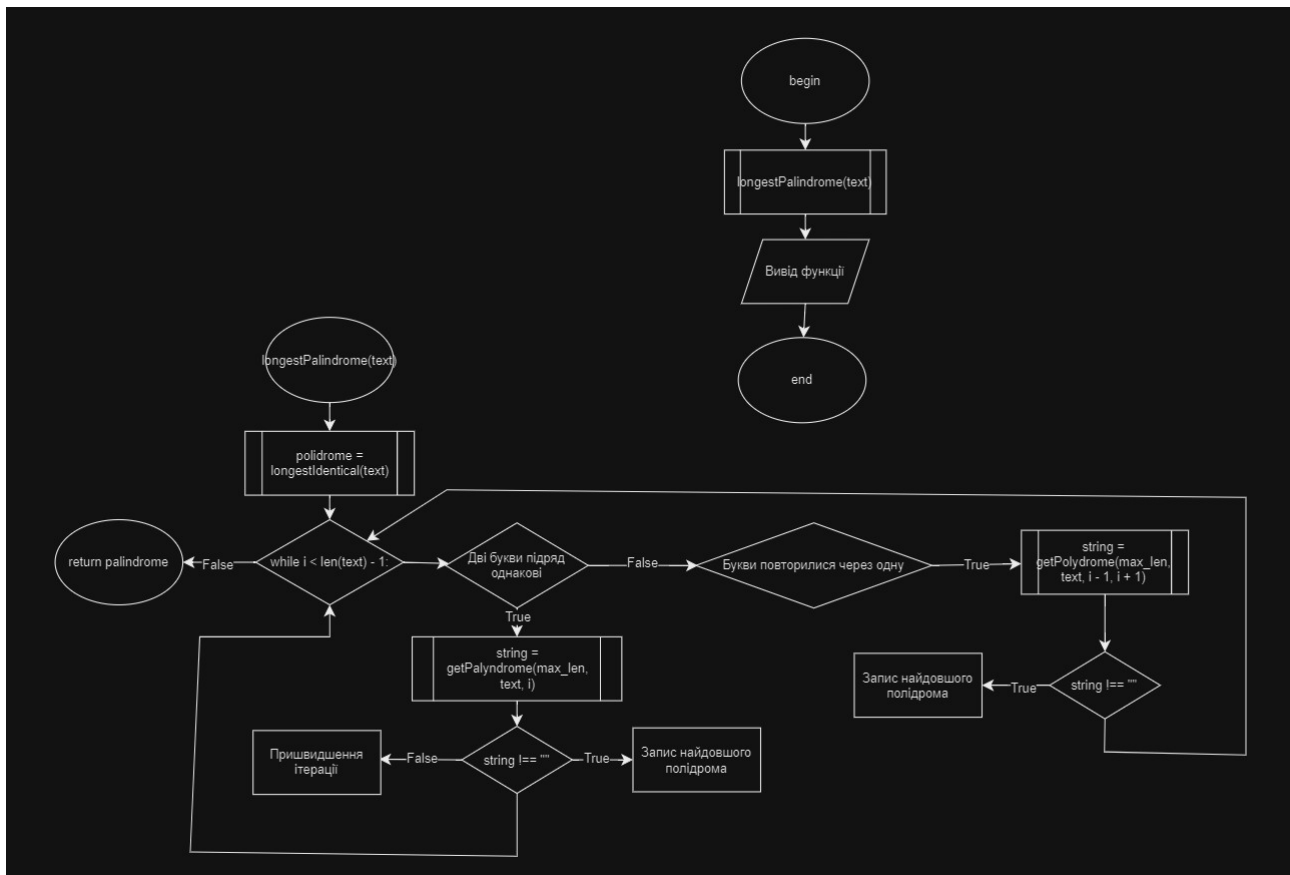 begin
longestPalindrome(text)
Вивід функції
end
longestPalindrome(text)
polidrome =
longestIdentical(text)
return palindrome
False
while i < len(text) - 1:
Дві букви підряд
однакові
False
Букви повторилися через одну
True
string =
getPolydrome(max_len,
text, i - 1, i + 1)
True
string =
getPalyndrome(max_len,
text, i)
Запис найдовшого
полідрома
True
string !== ""
Пришвидшення
ітерації
False
string !== ""
True
Запис найдовшого
полідрома